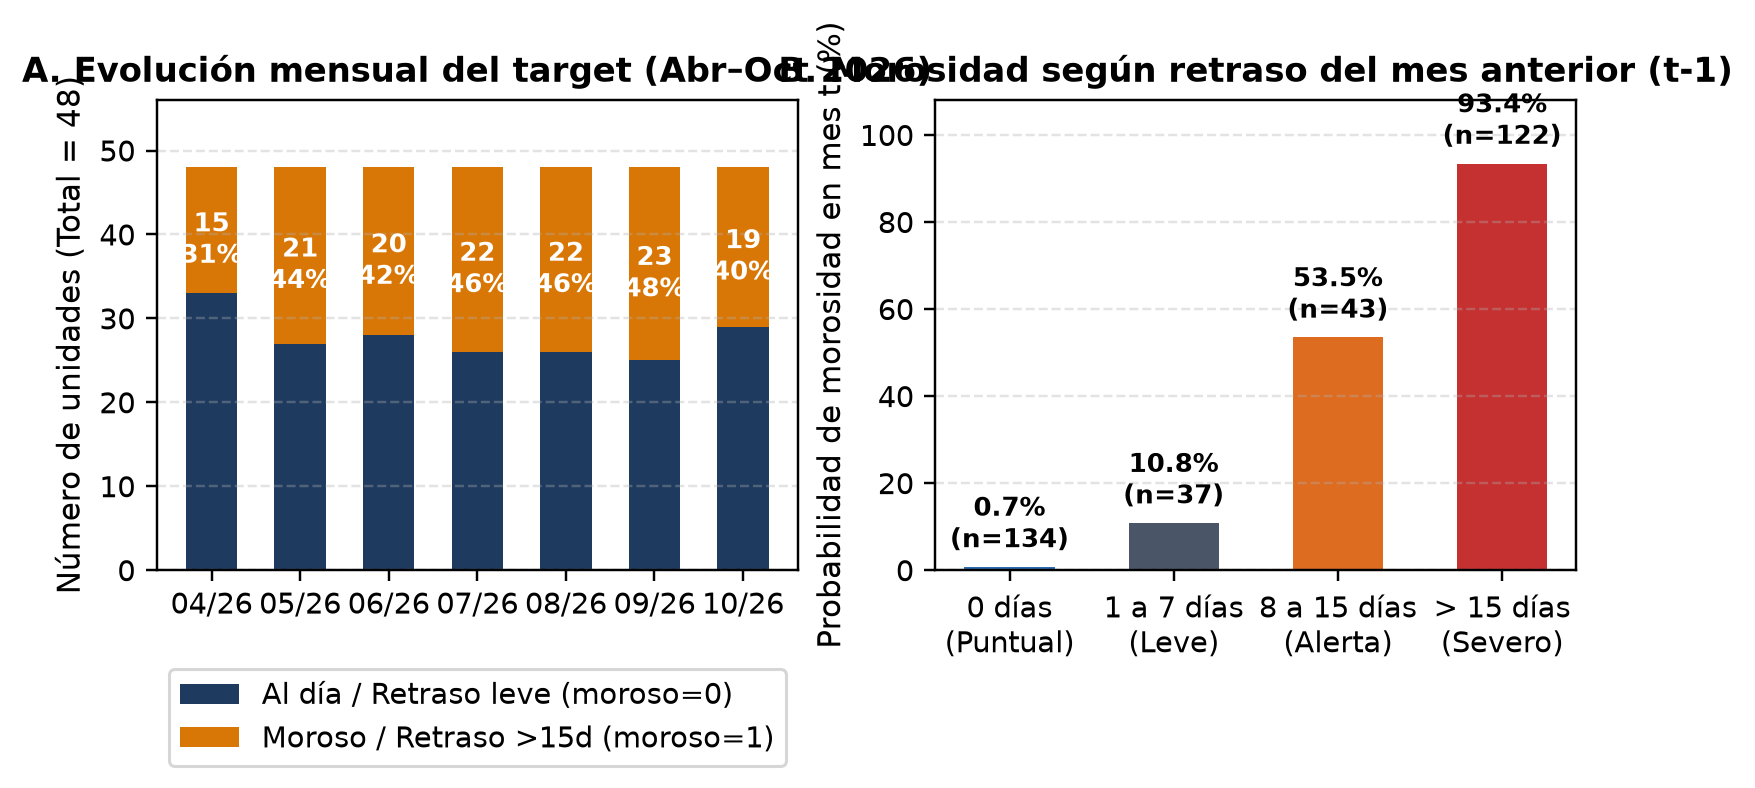 A. Evolución mensual del target (Abr–Oct 2026)
Número de unidades (Total = 48)
50
40
30
20
10
0
15
31%
21
44%
20
42%
22
46%
22
46%
23
48%
19
40%
04/26 05/26 06/26 07/26 08/26 09/26 10/26
Al día / Retraso leve (moroso=0)
Moroso / Retraso >15d (moroso=1)
B. Morosidad según retraso del mes anterior (t-1)
Probabilidad de morosidad en mes t (%)
100
80
60
40
20
0
0.7%
(n=134)
10.8%
(n=37)
53.5%
(n=43)
93.4%
(n=122)
0 días
(Puntual)
1 a 7 días
(Leve)
8 a 15 días
(Alerta)
> 15 días
(Severo)